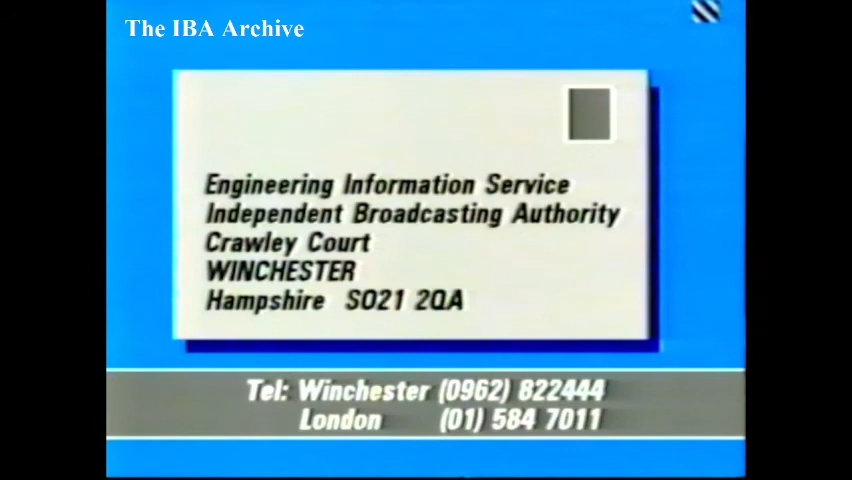 The IBA Archive
Engineering Information Service
Independent Broadcasting Authority
Crawley Court
WINCHESTER
Hampshire SO21 2QA
Tel: Winchester (0962) 822444
London (01) 584 7011